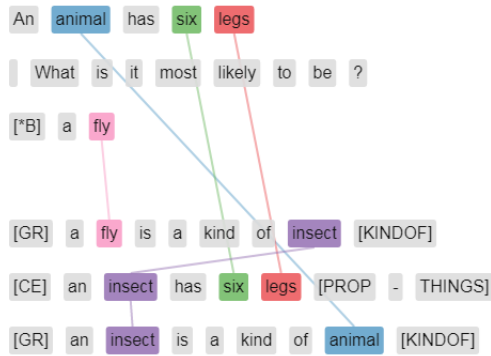 An animal has six legs
What is it most likely to be ?
[*B] a fly
[GR] a fly is a kind of insect [KINDOF]
[CE] an insect has six legs [PROP - THINGS]
[GR] an insect is a kind of animal [KINDOF]